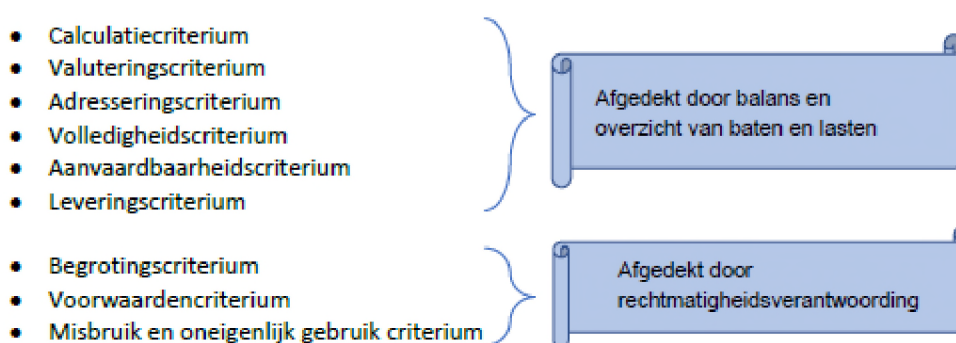 • Calculatiecriterium
• Valuteringscriterium
• Adresseringscriterium
• Volledigheidscriterium
• Aanvaardbaarheidscriterium
• Leveringscriterium
Afgedekt door balans en
overzicht van baten en lasten
• Begrotingscriterium
• Voorwaardencriterium
• Misbruik en oneigenlijk gebruik criterium
Afgedekt door
rechtmatigheidsverantwoording